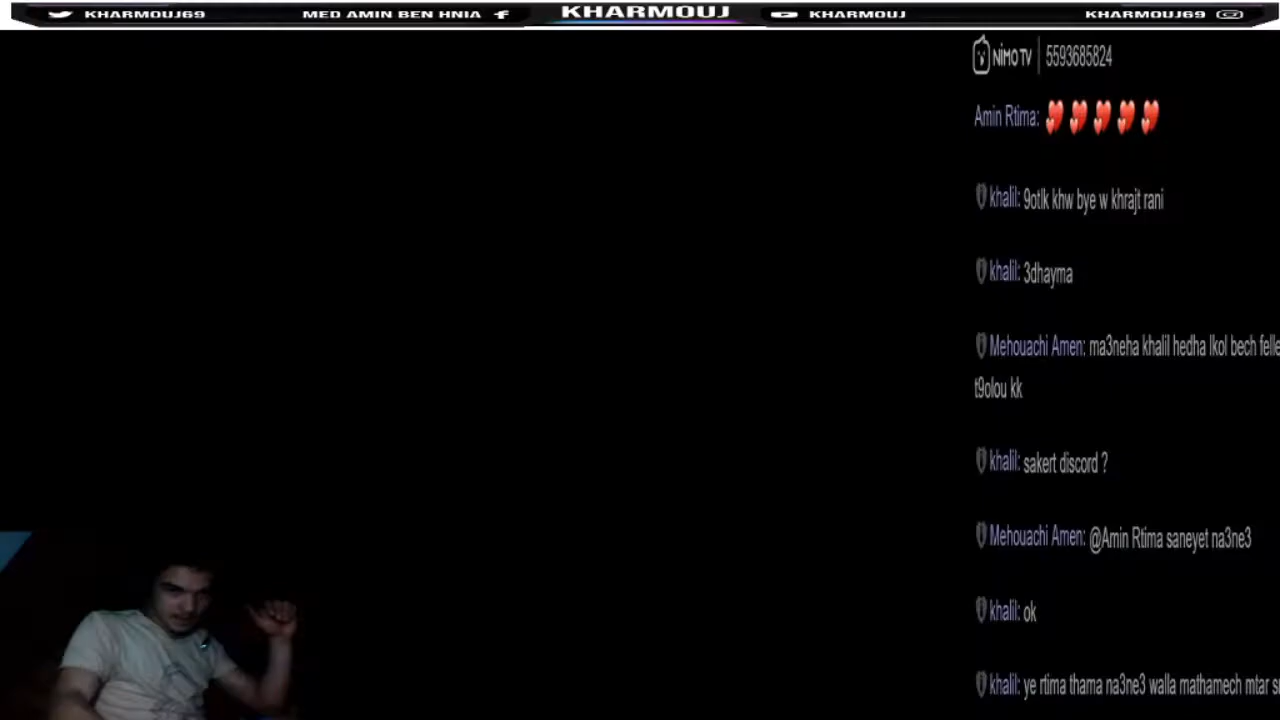 KHARMOUJ69 MED AMIN BEN HNIA KHARMOUJ KHARMOUJ KHARMOUJ69
NIMO TV | 5593685824
Amin Rtima:
khalil: 9otlk khw bye w khrajt rani
khalil: 3dhayma
Mehouachi Amen: ma3neha khalil hedha lkol bech felle
t9olou kk
khalil: sakert discord ?
Mehouachi Amen: @Amin Rtima saneyet na3ne3
khalil: ok
khalil: ye rtima thama na3ne3 walla mathamech mtar